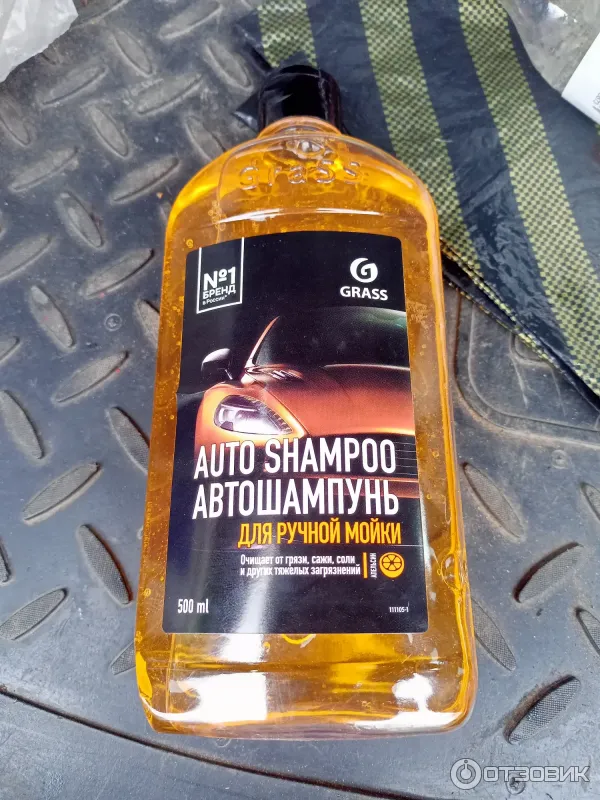 Grass
№1
БРЕНД
в России*
GRASS
AUTO SHAMPOO
АВТОШАМПУНЬ
ДЛЯ РУЧНОЙ МОЙКИ
Очищает от грязи, сажи, соли
и других тяжелых загрязнений
АПЕЛЬСИН
500 ml
111105-1
ОТЗОВИК